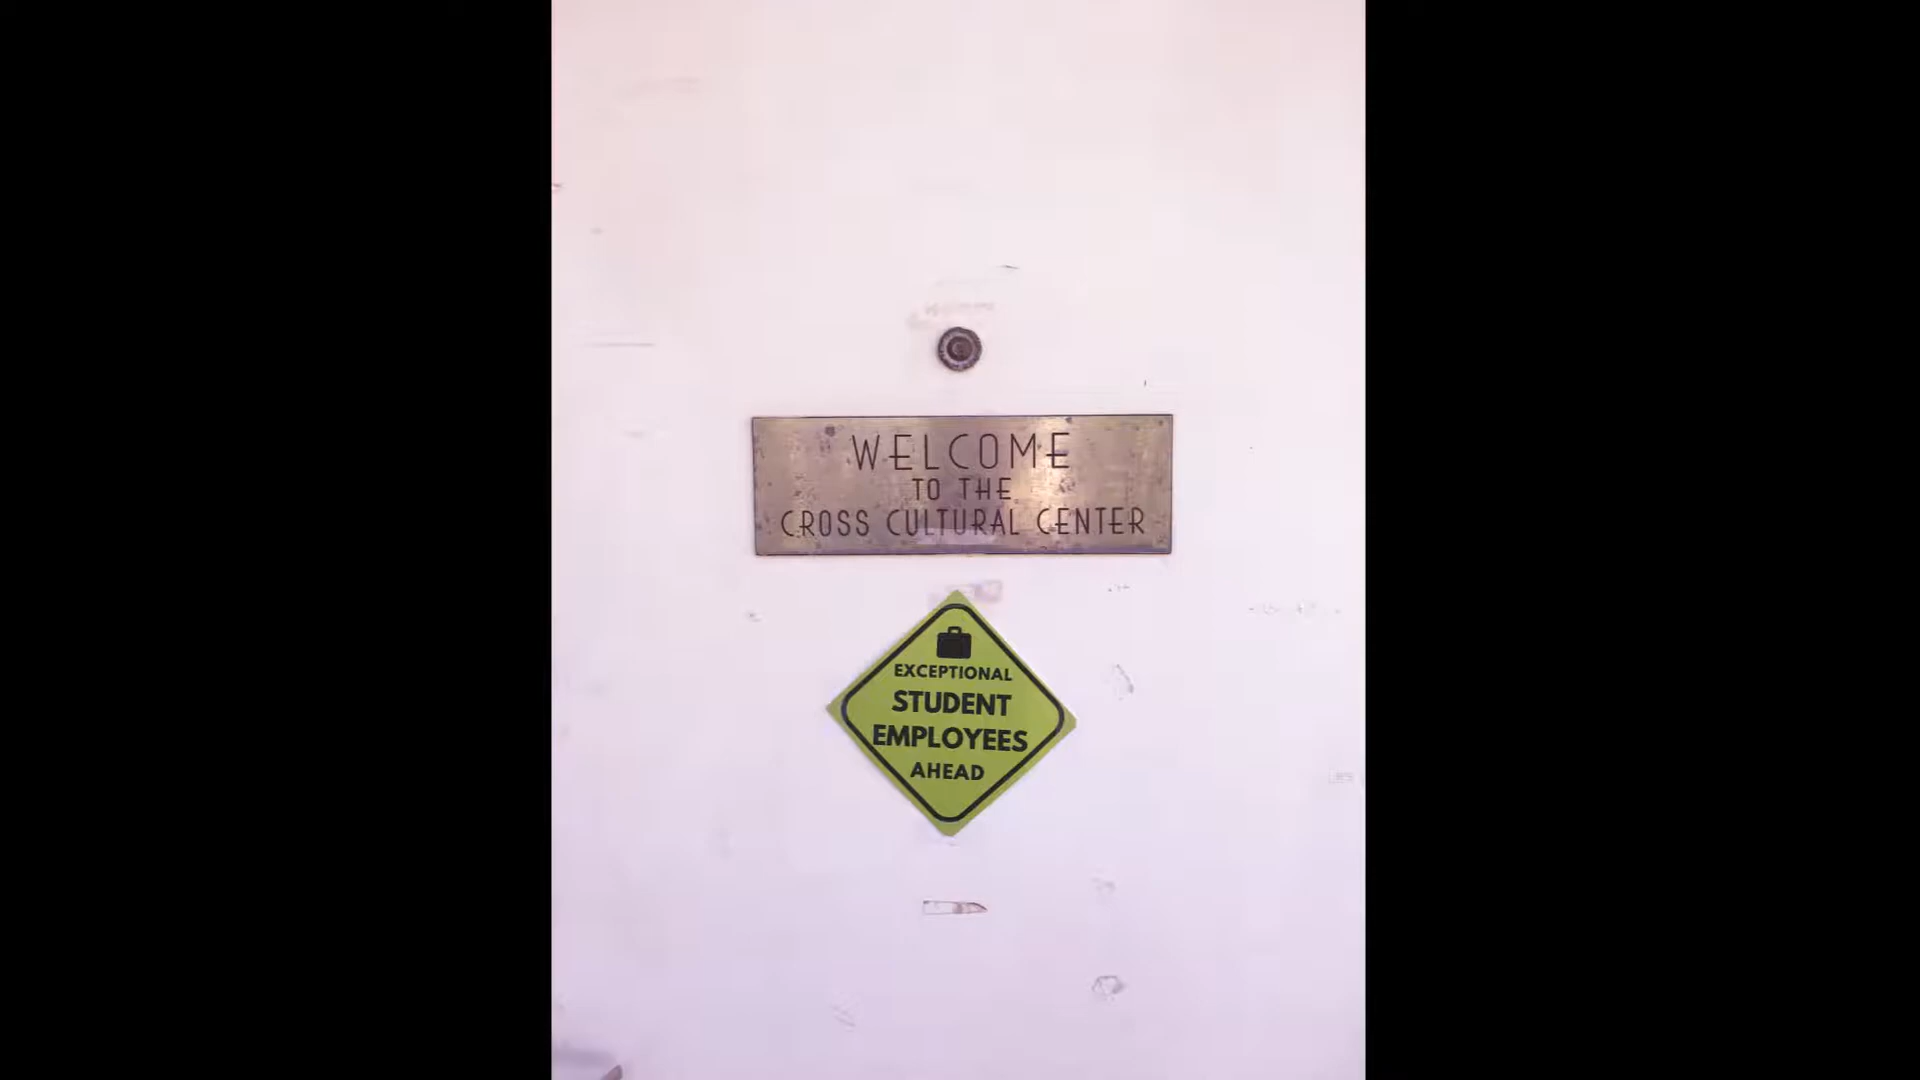 WELCOME
TO THE
CROSS CULTURAL CENTER
EXCEPTIONAL
STUDENT
EMPLOYEES
AHEAD